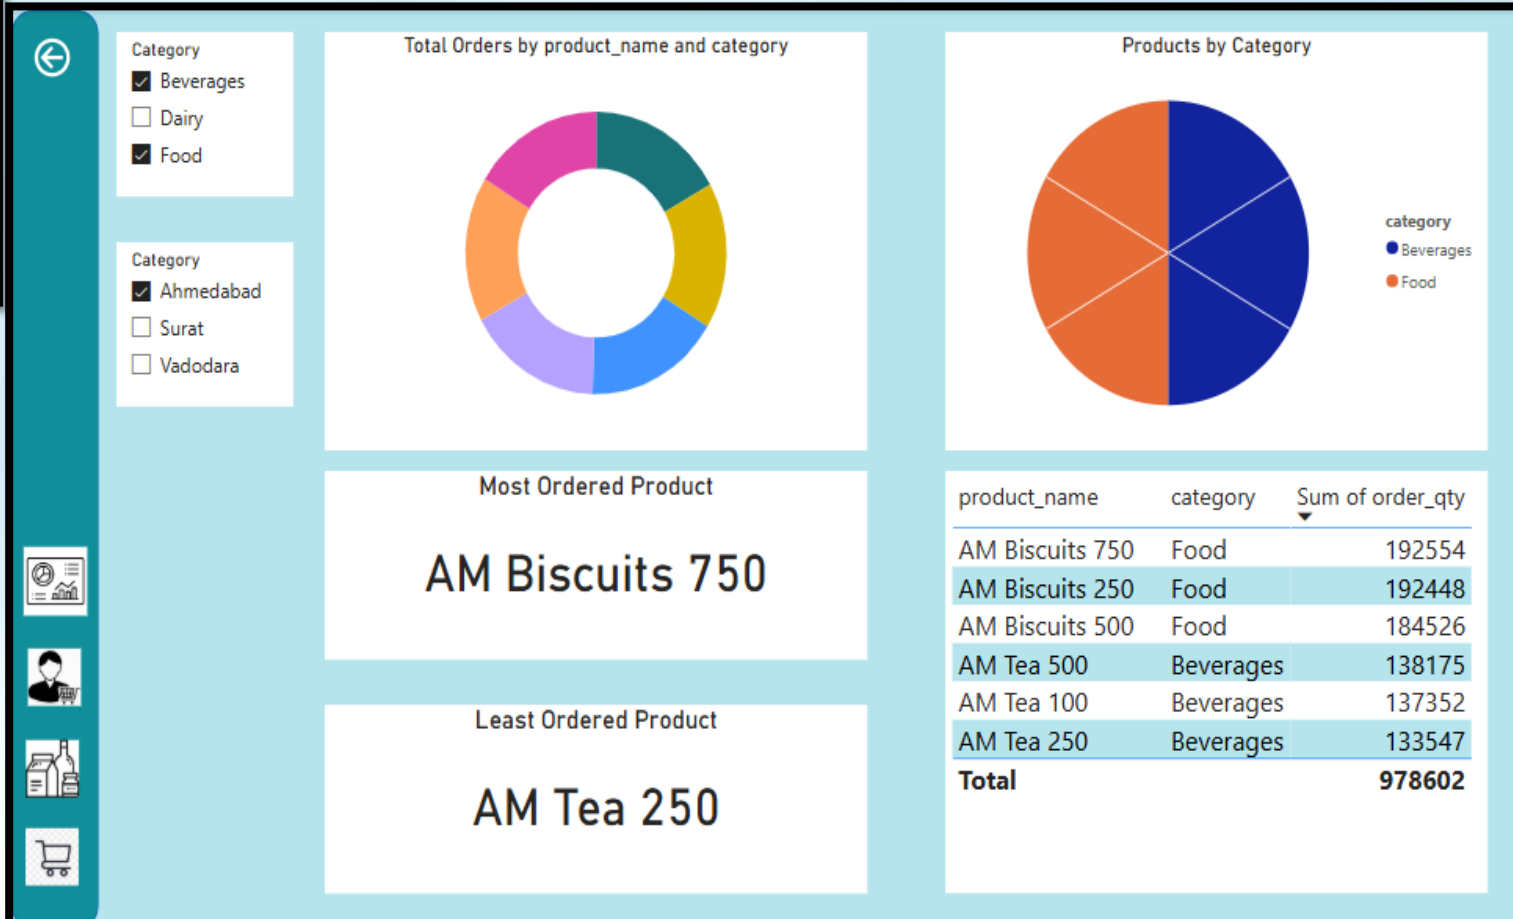 Category
Beverages
Dairy
Food
Category
Ahmedabad
Surat
Vadodara
Total Orders by product_name and category
Products by Category
category
Beverages
Food
Most Ordered Product
AM Biscuits 750
Least Ordered Product
AM Tea 250
product_name category Sum of order_qty
AM Biscuits 750 Food 192554
AM Biscuits 250 Food 192448
AM Biscuits 500 Food 184526
AM Tea 500 Beverages 138175
AM Tea 100 Beverages 137352
AM Tea 250 Beverages 133547
Total 978602